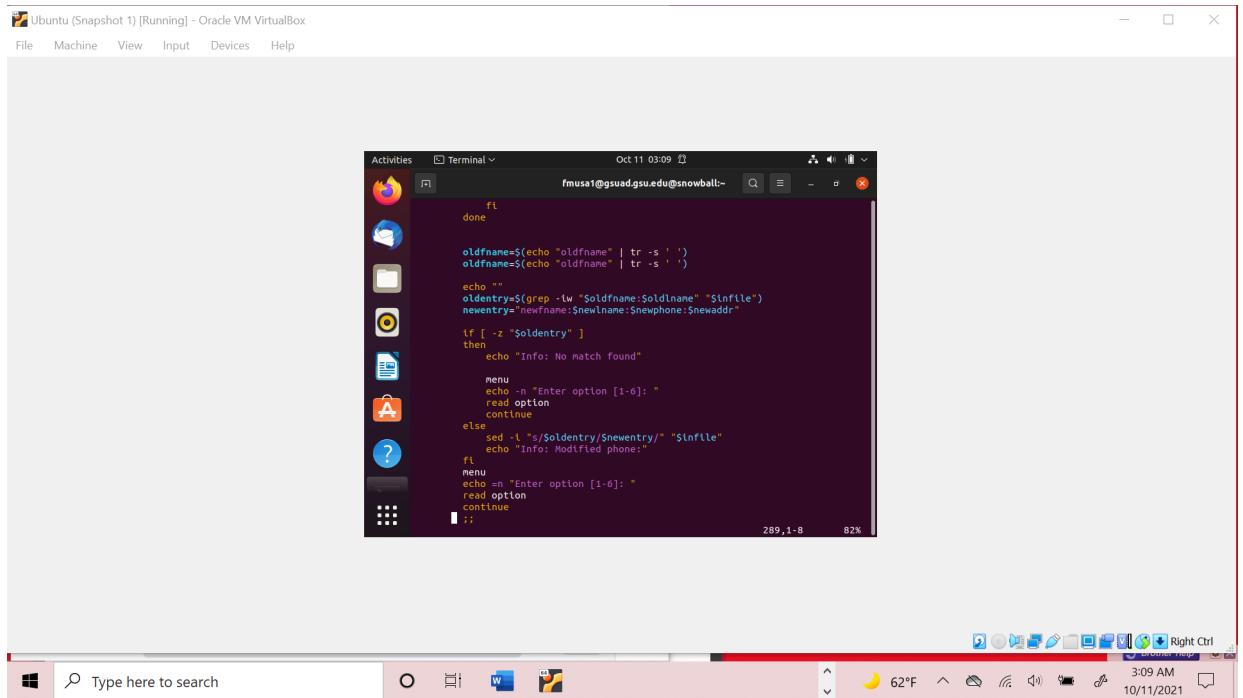 Ubuntu (Snapshot 1) [Running] - Oracle VM VirtualBox
File Machine View Input Devices Help
Activities Terminal Oct 11 03:09
fmusa1@gsuad.gsu.edu@snowball:~
fi
done
oldfname=$(echo "oldfname" | tr -s ' ')
oldfname=$(echo "oldfname" | tr -s ' ')
echo ""
oldentry=$(grep -iw "$oldfname:$oldlname" "$infile")
newentry="newfname:$newlname:$newphone:$newaddr"
if [ -z "$oldentry" ]
then
echo "Info: No match found"
menu
echo -n "Enter option [1-6]: "
read option
continue
else
sed -i "s/$oldentry/$newentry/" "$infile"
echo "Info: Modified phone:"
fi
menu
echo =n "Enter option [1-6]: "
read option
continue
;;
289,1-8 82%
Right Ctrl
Type here to search
62°F
3:09 AM
10/11/2021